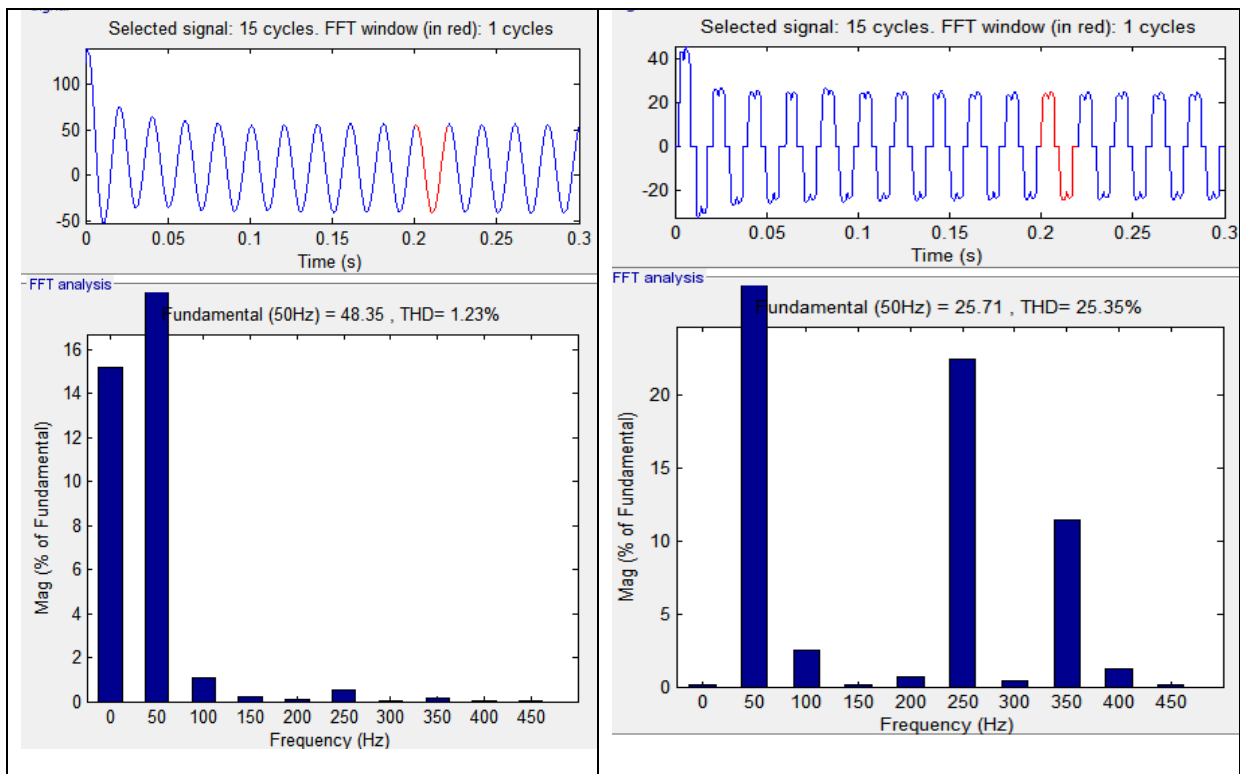 Selected signal: 15 cycles. FFT window (in red): 1 cycles
100
50
0
-50
0 0.05 0.1 0.15 0.2 0.25 0.3
Time (s)
FFT analysis
Fundamental (50Hz) = 48.35 , THD= 1.23%
16
14
12
10
8
6
4
2
0
Mag (% of Fundamental)
0 50 100 150 200 250 300 350 400 450
Frequency (Hz)
Selected signal: 15 cycles. FFT window (in red): 1 cycles
40
20
0
-20
0 0.05 0.1 0.15 0.2 0.25 0.3
Time (s)
FFT analysis
Fundamental (50Hz) = 25.71 , THD= 25.35%
20
15
10
5
0
Mag (% of Fundamental)
0 50 100 150 200 250 300 350 400 450
Frequency (Hz)